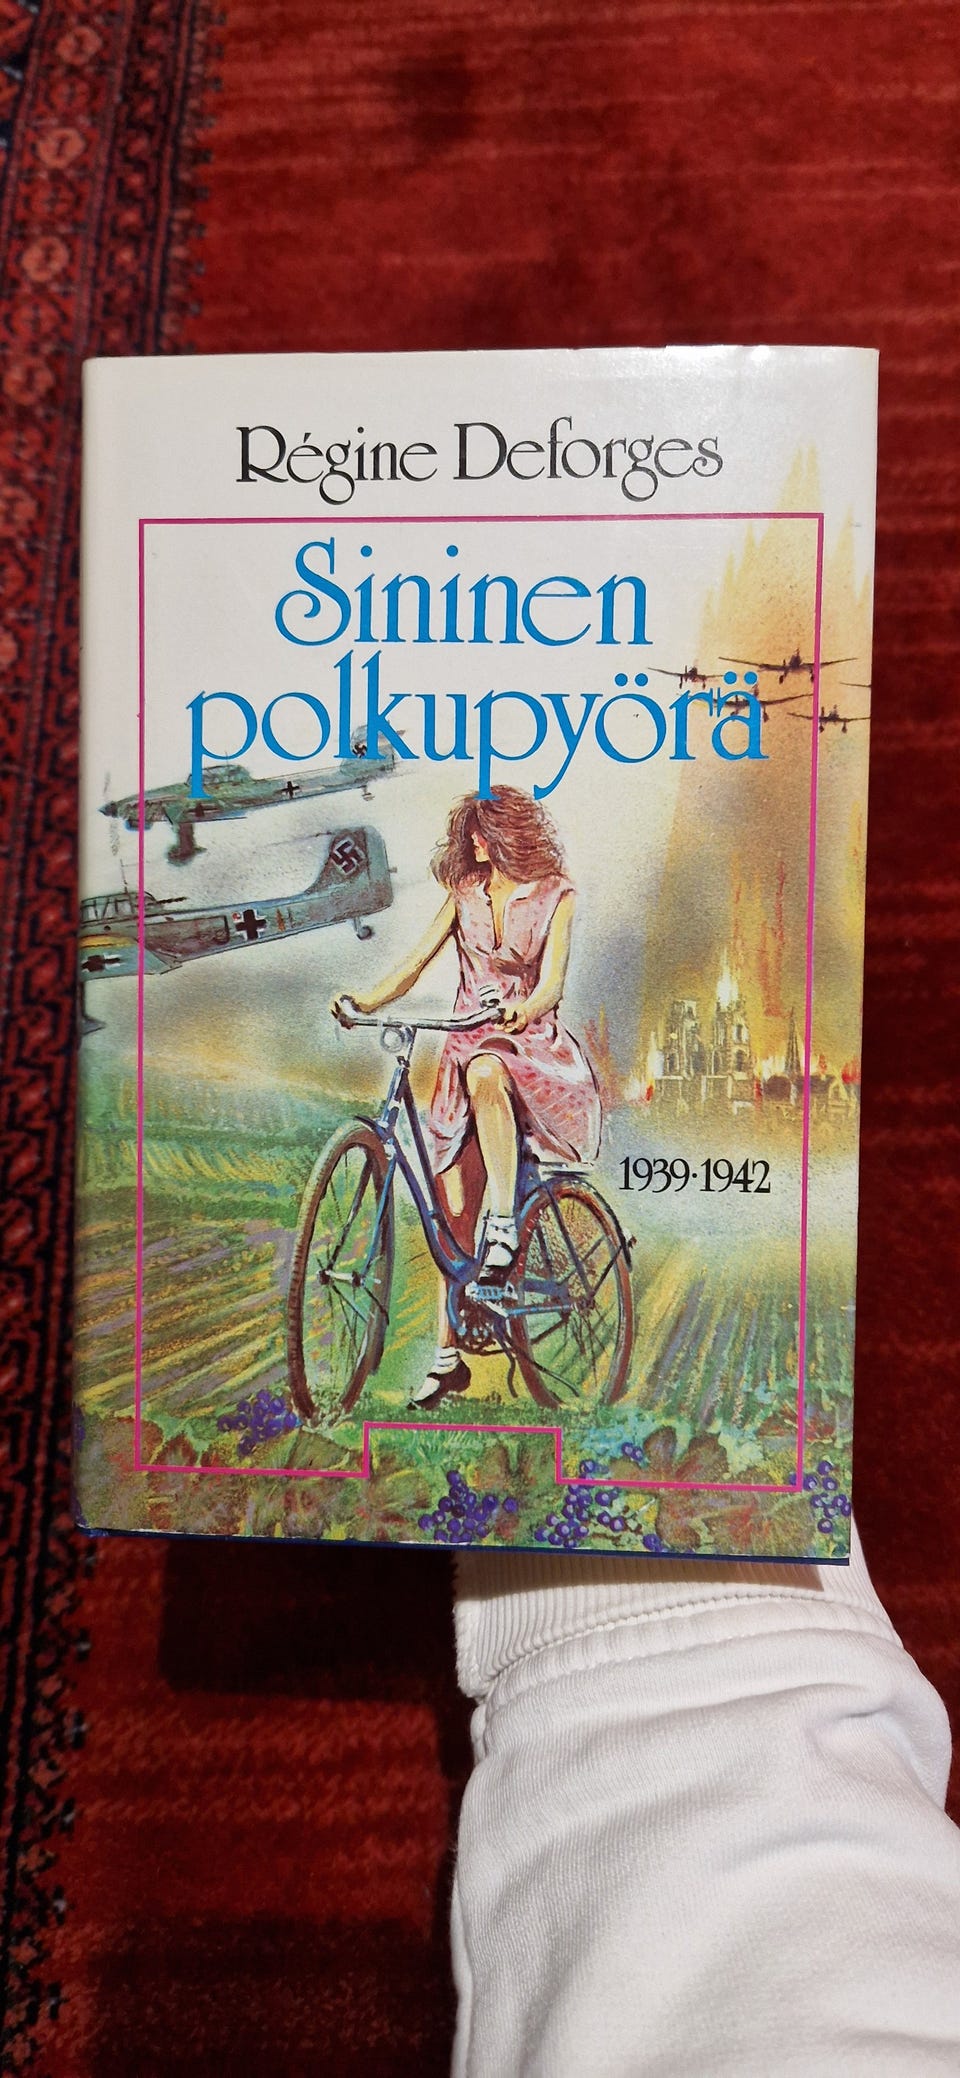 Régine Deforges
Sininen
polkupyörä
1939·1942